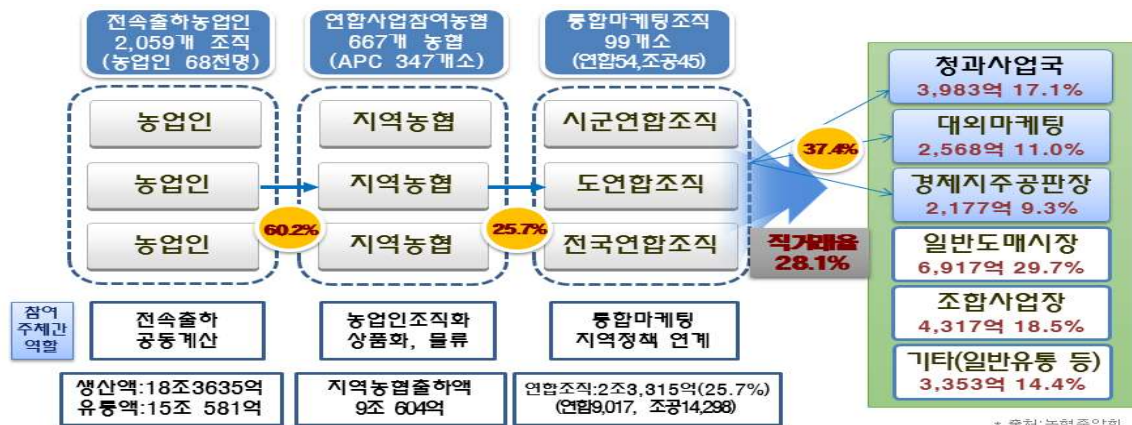 전속출하농업인
2,059개 조직
(농업인 68천명)
연합사업참여농협
667개 농협
(APC 347개소)
통합마케팅조직
99개소
(연합54,조공45)
농업인
농업인
농업인
60.2%
지역농협
지역농협
지역농협
25.7%
시군연합조직
도연합조직
전국연합조직
37.4%
직거래율
28.1%
청과사업국
3,983억 17.1%
대외마케팅
2,568억 11.0%
경제지주공판장
2,177억 9.3%
일반도매시장
6,917억 29.7%
조합사업장
4,317억 18.5%
기타(일반유통 등)
3,353억 14.4%
참여
주체간
역할
전속출하
공동계산
농업인조직화
상품화, 물류
통합마케팅
지역정책 연계
생산액:18조3635억
유통액:15조 581억
지역농협출하액
9조 604억
연합조직:2조3,315억(25.7%)
(연합9,017, 조공14,298)
* 출처:농협중앙회